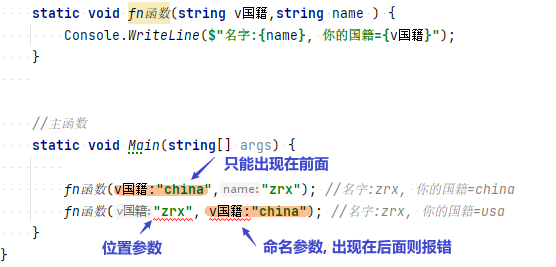 static void fn函数(string v国籍,string name ) {
Console.WriteLine($"名字:{name}, 你的国籍={v国籍}");
}
//主函数
static void Main(string[] args) {
只能出现在前面
fn函数(v国籍:"china", name: "zrx"); //名字:zrx, 你的国籍=china
fn函数( v国籍: "zrx", v国籍:"china"); //名字:zrx, 你的国籍=usa
}
位置参数
命名参数, 出现在后面则报错
}